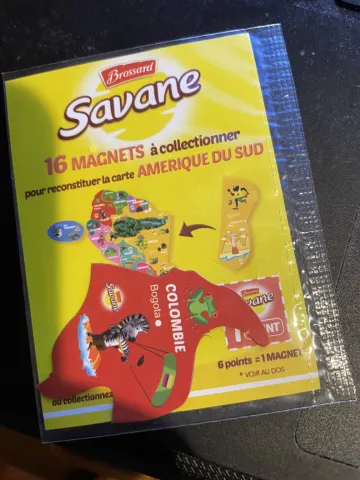 Brossard
Savane
16 MAGNETS à collectionner
pour reconstituer la carte AMERIQUE DU SUD
COLOMBIE
Bogota
Savane
6 points = 1 MAGNET
* VOIR AU DOS
ou collectionnez